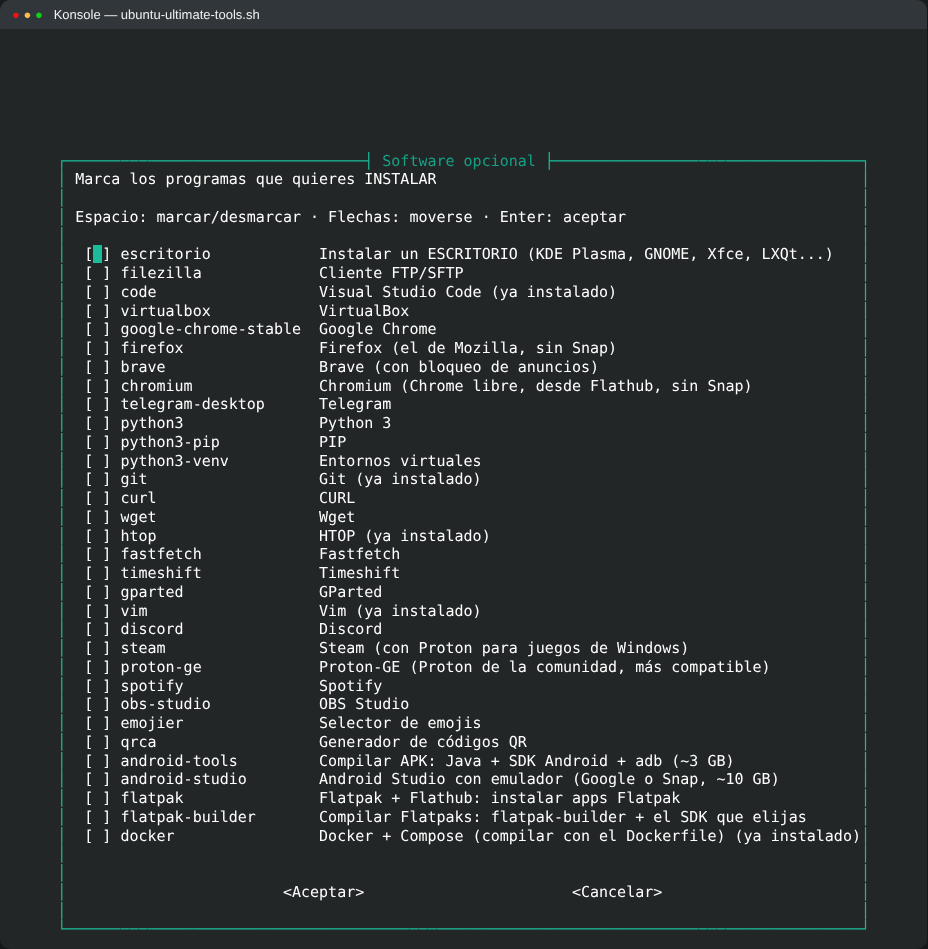 Konsole — ubuntu-ultimate-tools.sh
Software opcional
Marca los programas que quieres INSTALAR
Espacio: marcar/desmarcar · Flechas: moverse · Enter: aceptar
[ ] escritorio Instalar un ESCRITORIO (KDE Plasma, GNOME, Xfce, LXQt...)
[ ] filezilla Cliente FTP/SFTP
[ ] code Visual Studio Code (ya instalado)
[ ] virtualbox VirtualBox
[ ] google-chrome-stable Google Chrome
[ ] firefox Firefox (el de Mozilla, sin Snap)
[ ] brave Brave (con bloqueo de anuncios)
[ ] chromium Chromium (Chrome libre, desde Flathub, sin Snap)
[ ] telegram-desktop Telegram
[ ] python3 Python 3
[ ] python3-pip PIP
[ ] python3-venv Entornos virtuales
[ ] git Git (ya instalado)
[ ] curl CURL
[ ] wget Wget
[ ] htop HTOP (ya instalado)
[ ] fastfetch Fastfetch
[ ] timeshift Timeshift
[ ] gparted GParted
[ ] vim Vim (ya instalado)
[ ] discord Discord
[ ] steam Steam (con Proton para juegos de Windows)
[ ] proton-ge Proton-GE (Proton de la comunidad, más compatible)
[ ] spotify Spotify
[ ] obs-studio OBS Studio
[ ] emojier Selector de emojis
[ ] qrca Generador de códigos QR
[ ] android-tools Compilar APK: Java + SDK Android + adb (~3 GB)
[ ] android-studio Android Studio con emulador (Google o Snap, ~10 GB)
[ ] flatpak Flatpak + Flathub: instalar apps Flatpak
[ ] flatpak-builder Compilar Flatpaks: flatpak-builder + el SDK que elijas
[ ] docker Docker + Compose (compilar con el Dockerfile) (ya instalado)
<Aceptar> <Cancelar>